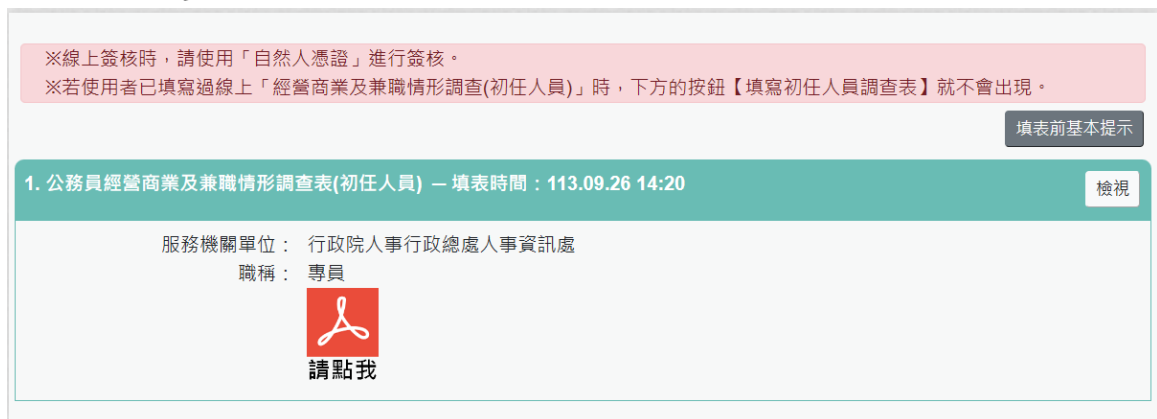 ※線上簽核時，請使用「自然人憑證」進行簽核。
※若使用者已填寫過線上「經營商業及兼職情形調查(初任人員)」時，下方的按鈕【填寫初任人員調查表】就不會出現。
填表前基本提示
1. 公務員經營商業及兼職情形調查表(初任人員) — 填表時間：113.09.26 14:20
檢視
服務機關單位： 行政院人事行政總處人事資訊處
職稱： 專員
請點我